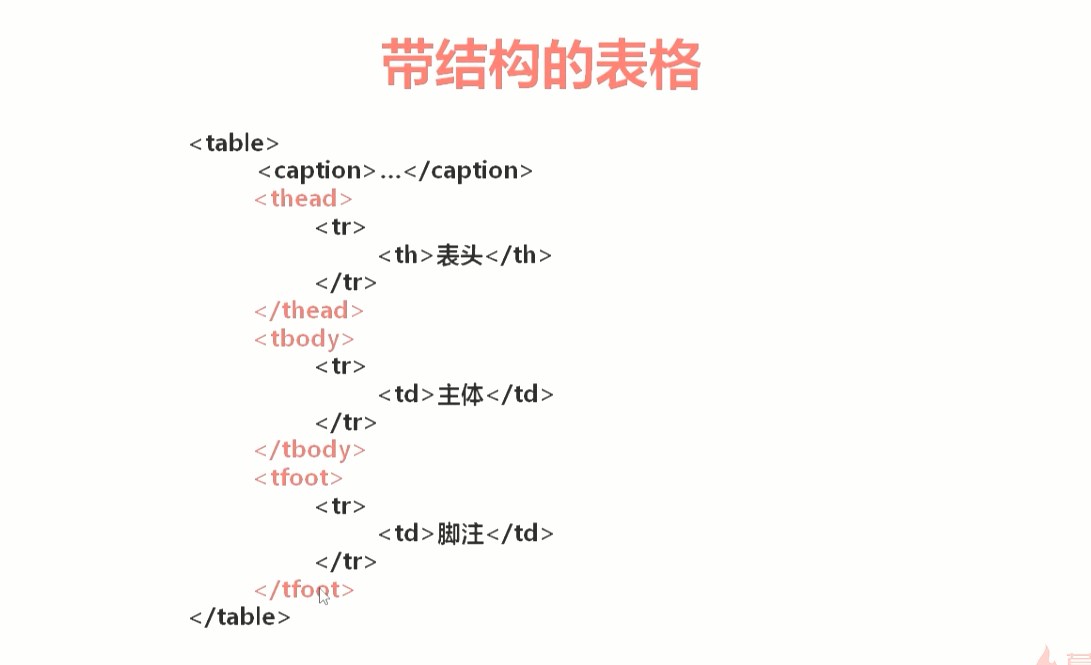 带结构的表格
<table>
<caption>...</caption>
<thead>
<tr>
<th>表头</th>
</tr>
</thead>
<tbody>
<tr>
<td>主体</td>
</tr>
</tbody>
<tfoot>
<tr>
<td>脚注</td>
</tr>
</tfoot>
</table>